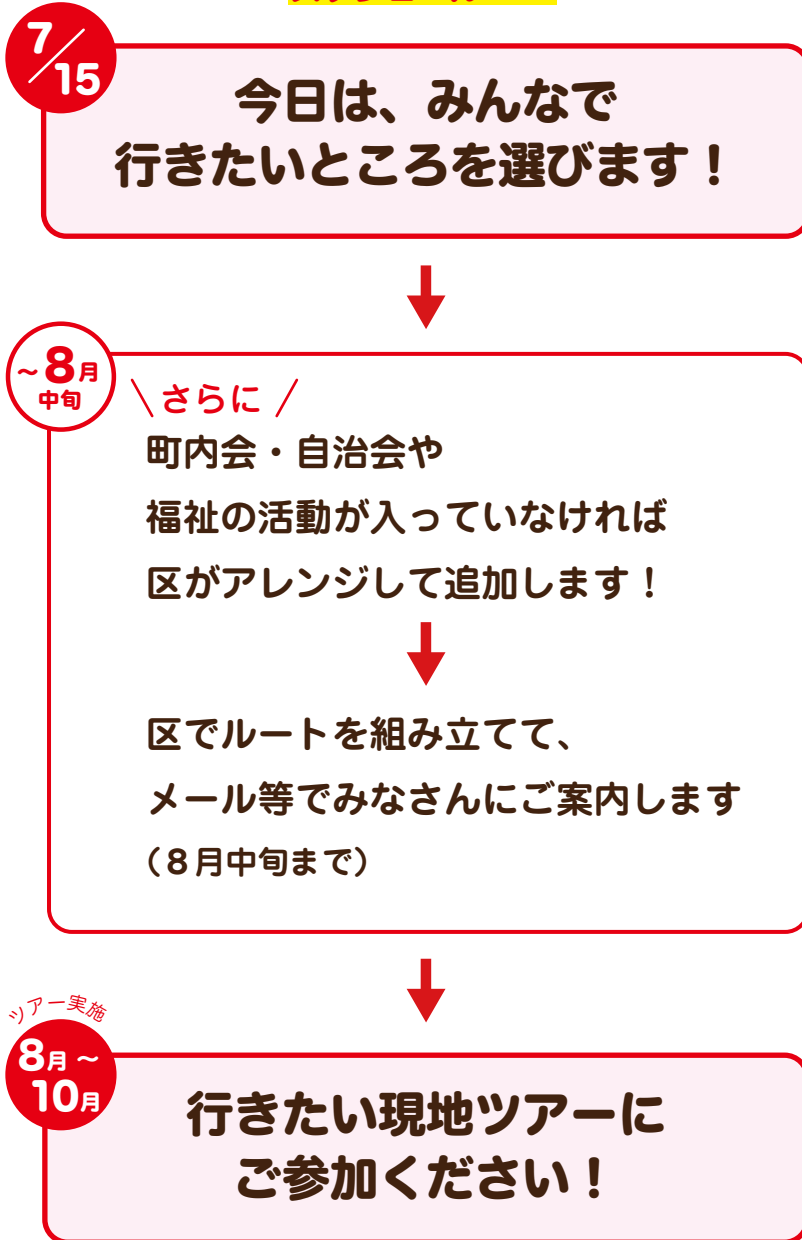 7/15
今日は、みんなで
行きたいところを選びます！
～8月
中旬
\ さらに /
町内会・自治会や
福祉の活動が入っていなければ
区がアレンジして追加します！
区でルートを組み立てて、
メール等でみなさんにご案内します
（８月中旬まで）
ツアー実施
8月～
10月
行きたい現地ツアーに
ご参加ください！